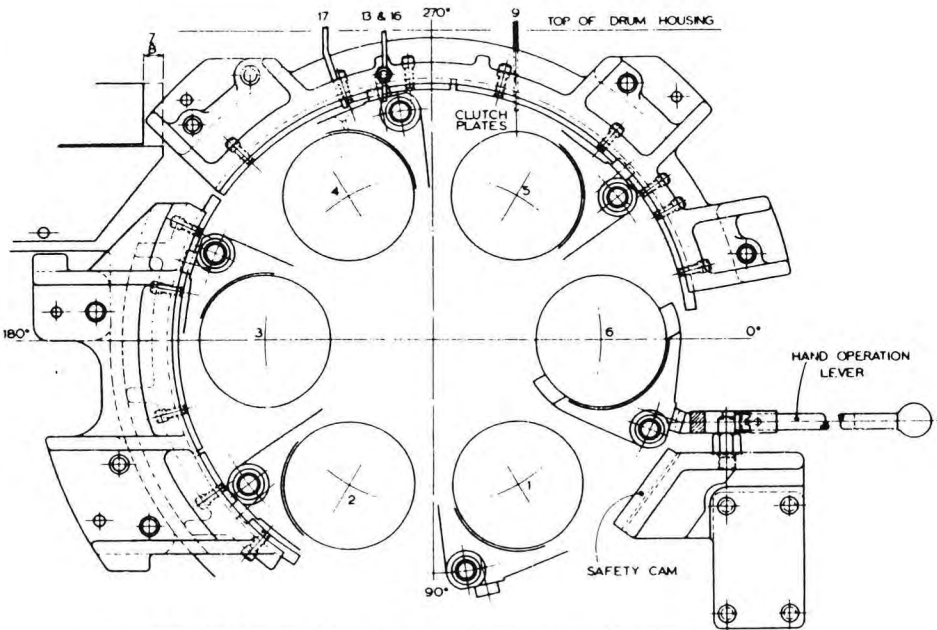 17 13 & 16 270° 9 TOP OF DRUM HOUSING
7/8
CLUTCH
PLATES
4 5
3 6
180° 0°
HAND OPERATION
LEVER
2 1
SAFETY CAM
90°